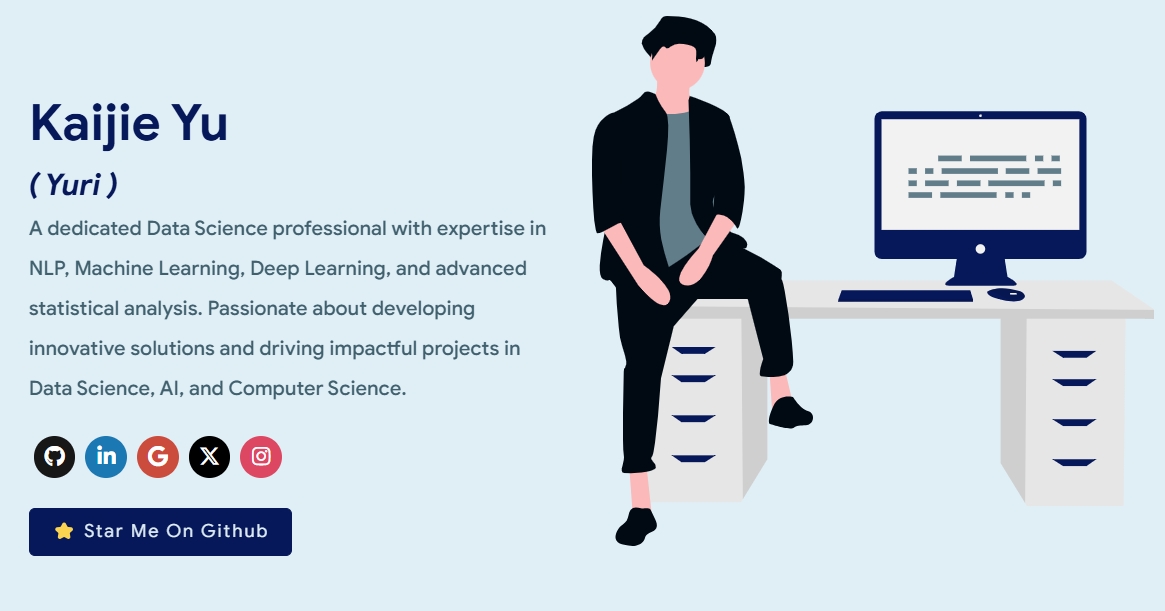 Kaijie Yu
( Yuri )
A dedicated Data Science professional with expertise in
NLP, Machine Learning, Deep Learning, and advanced
statistical analysis. Passionate about developing
innovative solutions and driving impactful projects in
Data Science, AI, and Computer Science.
in G X
Star Me On Github